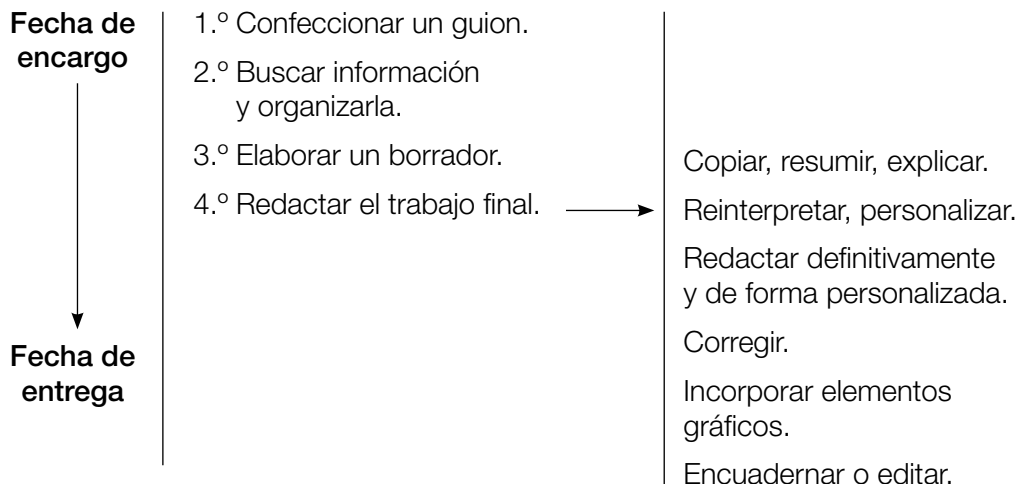 Fecha de
encargo
Fecha de
entrega
1.º Confeccionar un guion.
2.º Buscar información
y organizarla.
3.º Elaborar un borrador.
4.º Redactar el trabajo final.
Copiar, resumir, explicar.
Reinterpretar, personalizar.
Redactar definitivamente
y de forma personalizada.
Corregir.
Incorporar elementos
gráficos.
Encuadernar o editar.